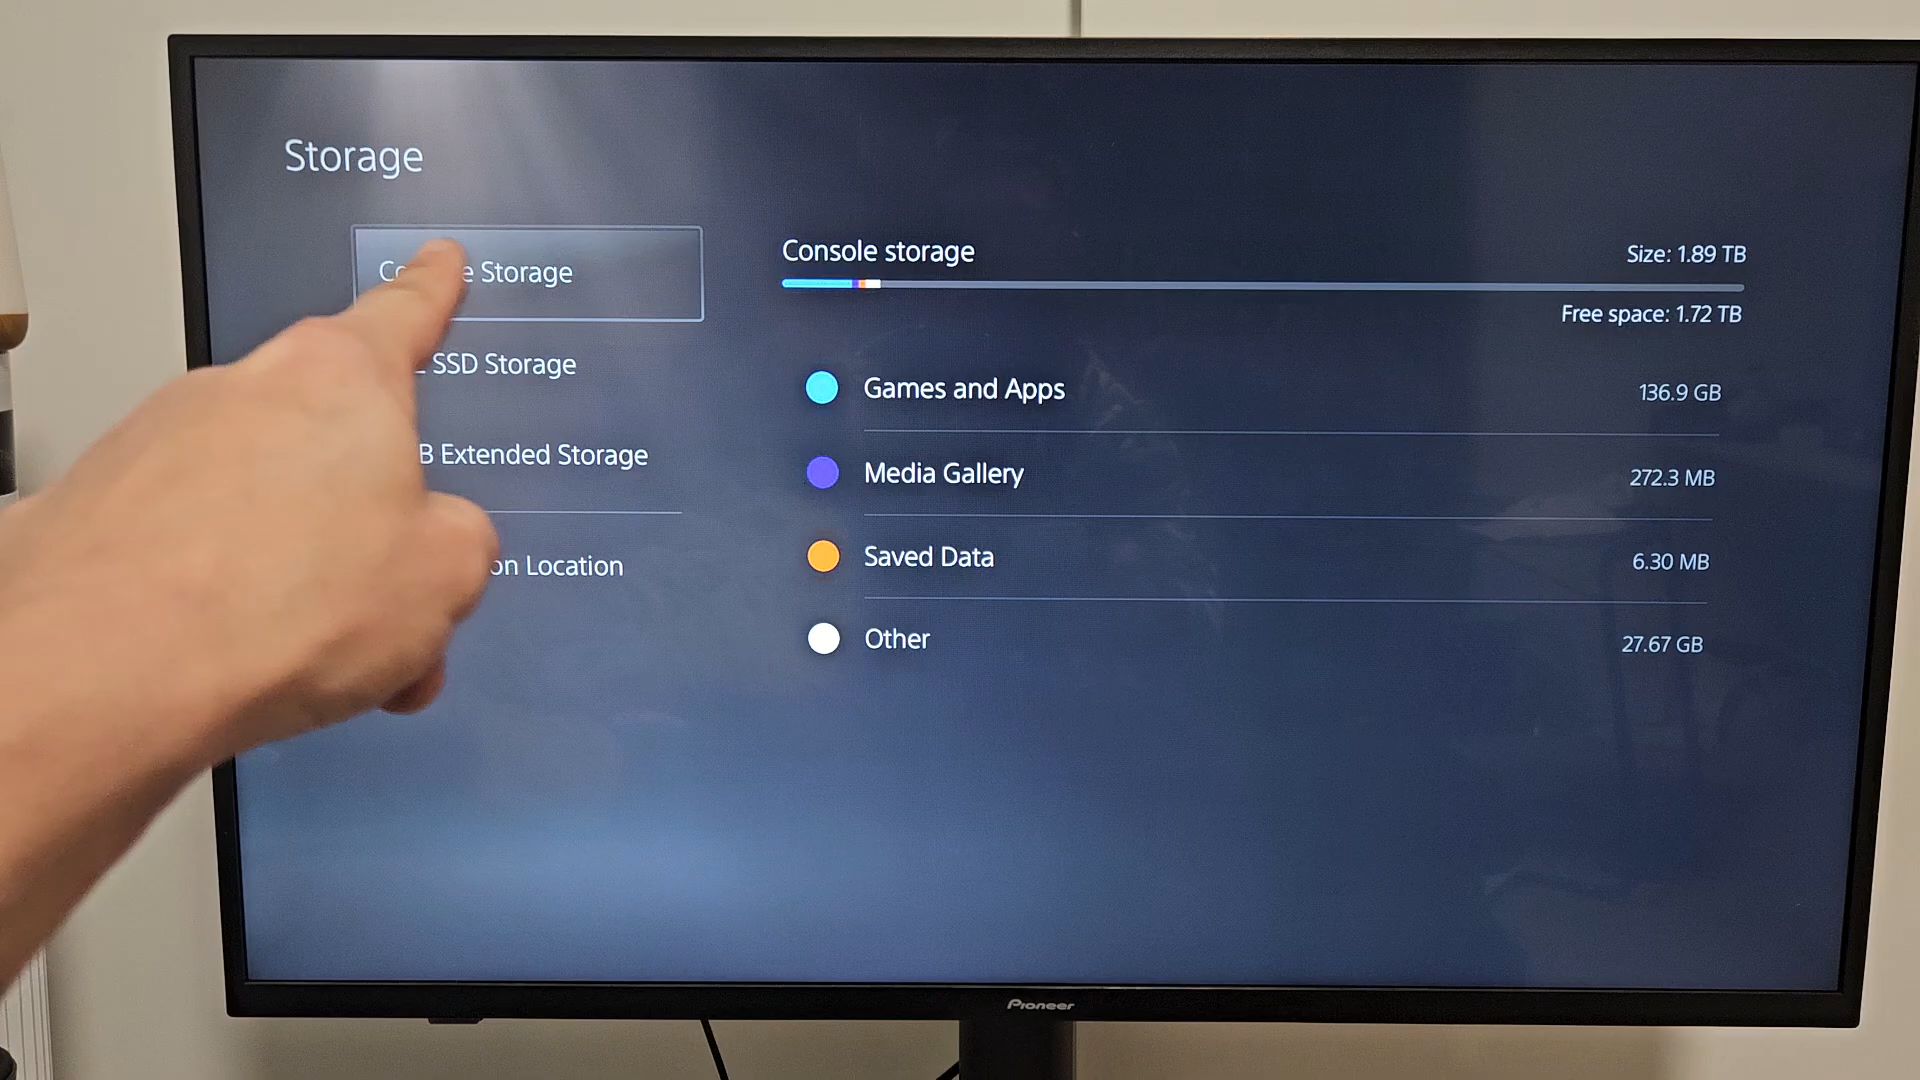 Storage
Storage
SSD Storage
B Extended Storage
on Location
Console storage
Size: 1.89 TB
Free space: 1.72 TB
Games and Apps 136.9 GB
Media Gallery 272.3 MB
Saved Data 6.30 MB
Other 27.67 GB
Pioneer